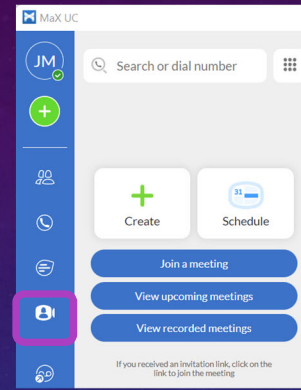 MaX UC
JM
Search or dial number
31
Create
Schedule
Join a meeting
View upcoming meetings
View recorded meetings
If you received an invitation link, click on the
link to join the meeting